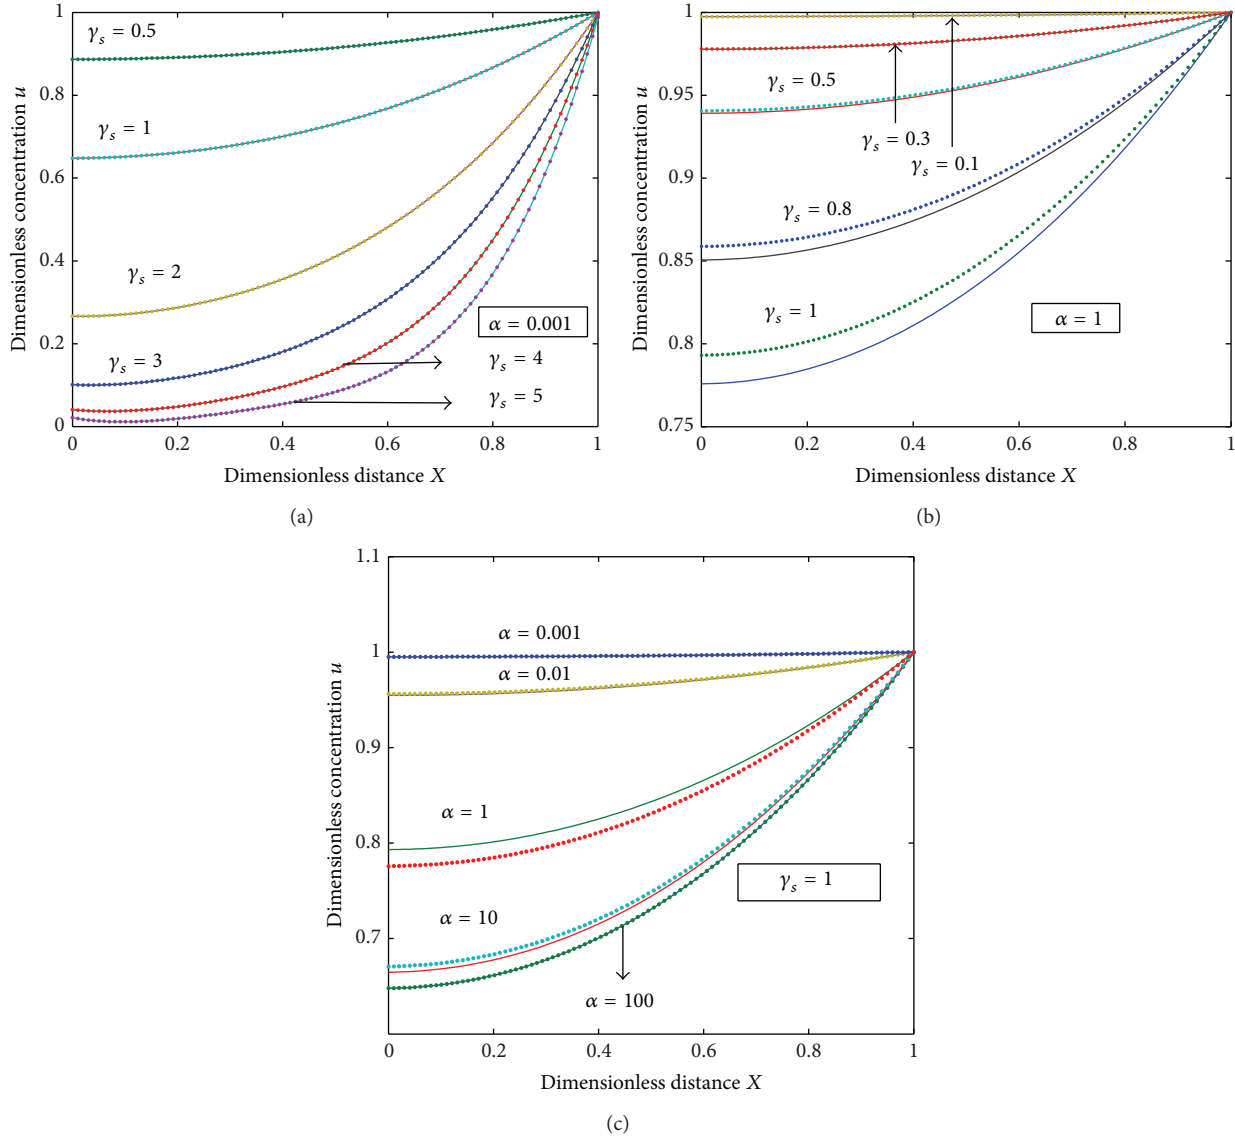 γs = 0.5
γs = 1
γs = 2
γs = 3
α = 0.001
γs = 4
γs = 5
1
0.8
0.6
0.4
0.2
0
0
0.2
0.4
0.6
0.8
1
Dimensionless concentration u
Dimensionless distance X
(a)
γs = 0.5
γs = 0.3
γs = 0.1
γs = 0.8
γs = 1
α = 1
1
0.95
0.9
0.85
0.8
0.75
0
0.2
0.4
0.6
0.8
1
Dimensionless concentration u
Dimensionless distance X
(b)
α = 0.001
α = 0.01
α = 1
α = 10
α = 100
γs = 1
1.1
1
0.9
0.8
0.7
0
0.2
0.4
0.6
0.8
1
Dimensionless concentration u
Dimensionless distance X
(c)